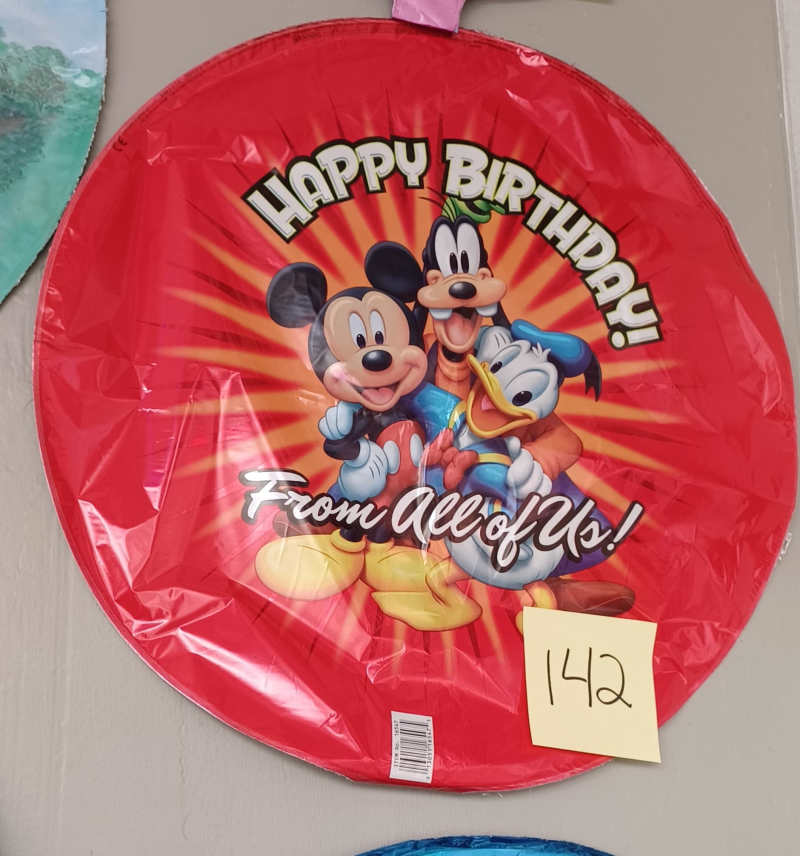 HAPPY BIRTHDAY!
From All of Us!
142